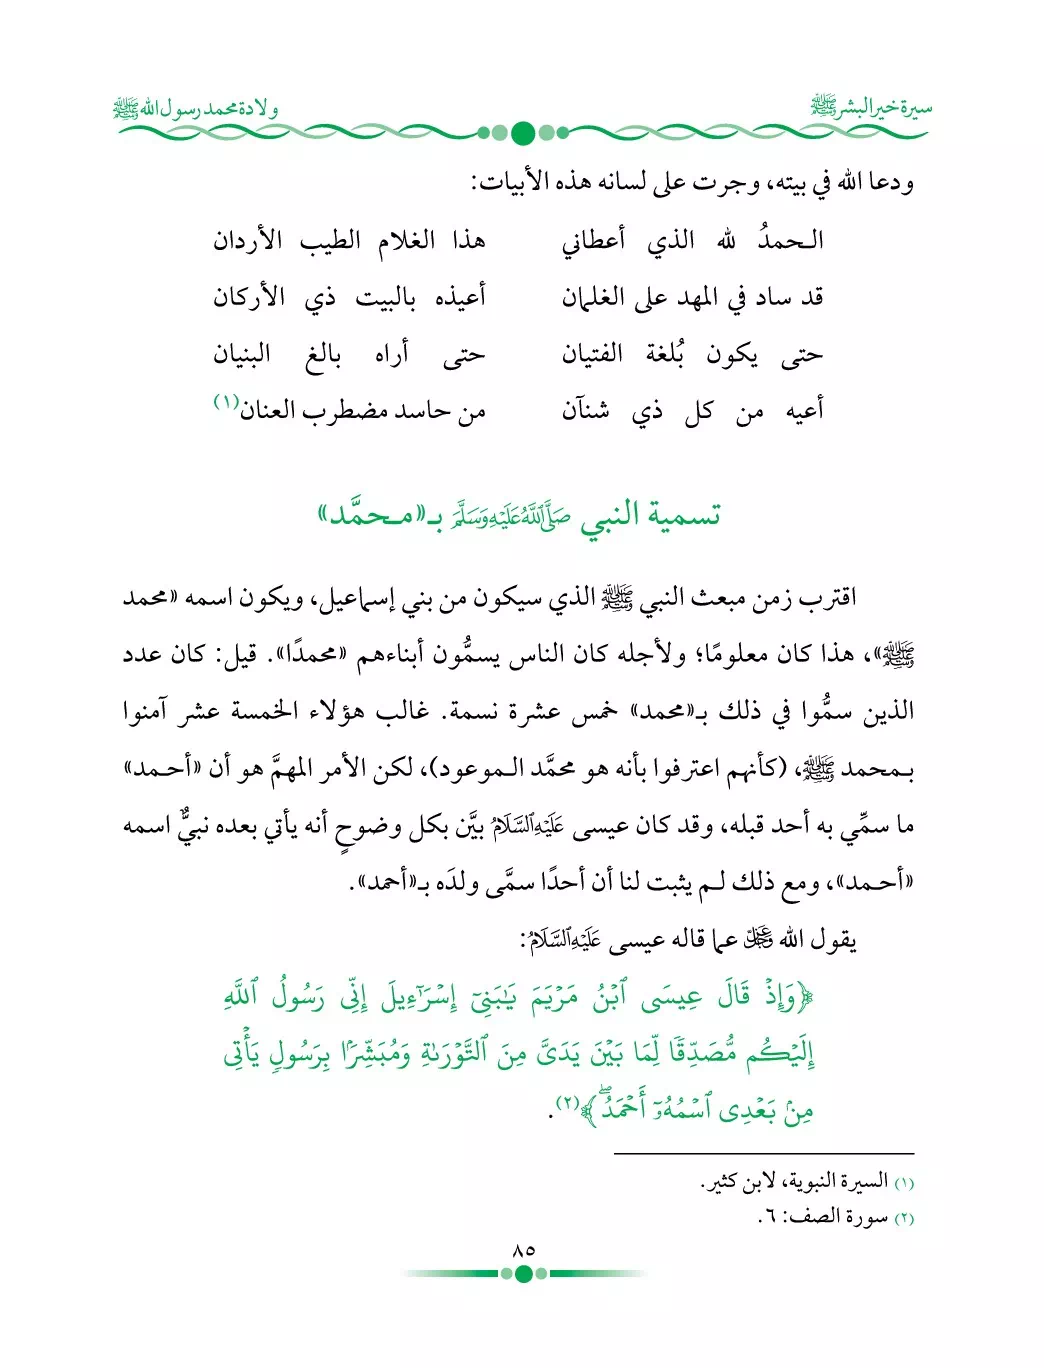 سيرة خير البشر ﷺ
ولادة محمد رسول الله ﷺ
ودعا الله في بيته، وجرت على لسانه هذه الأبيات:
الـحمدُ لله الذي أعطاني هذا الغلام الطيب الأردان
قد ساد في المهد على الغلمان أعيذه بالبيت ذي الأركان
حتى يكون بُلغة الفتيان حتى أراه بالغ البنيان
أعيه من كل ذي شنآن من حاسد مضطرب العنان(١)
تسمية النبي صَلَّى اللَّهُ عَلَيْهِ وَسَلَّمَ بـ«مـحمَّد»
اقترب زمن مبعث النبي ﷺ الذي سيكون من بني إسماعيل، ويكون اسمه «محمد
ﷺ»، هذا كان معلومًا؛ ولأجله كان الناس يسمُّون أبناءهم «محمدًا». قيل: كان عدد
الذين سمُّوا في ذلك بـ«محمد» خمس عشرة نسمة. غالب هؤلاء الخمسة عشر آمنوا
بـمحمد ﷺ، (كأنهم اعترفوا بأنه هو محمَّد الـموعود)، لكن الأمر المهمَّ هو أن «أحـمد»
ما سمِّي به أحد قبله، وقد كان عيسى عَلَيْهِ السَّلَامُ بيَّن بكل وضوحٍ أنه يأتي بعده نبيٌّ اسمه
«أحـمد»، ومع ذلك لـم يثبت لنا أن أحدًا سمَّى ولدَه بـ«أحمد».
يقول الله ﷿ عما قاله عيسى عَلَيْهِ السَّلَامُ:
﴿وَإِذۡ قَالَ عِيسَى ٱبۡنُ مَرۡيَمَ يَٰبَنِيٓ إِسۡرَٰٓءِيلَ إِنِّي رَسُولُ ٱللَّهِ
إِلَيۡكُم مُّصَدِّقٗا لِّمَا بَيۡنَ يَدَيَّ مِنَ ٱلتَّوۡرَىٰةِ وَمُبَشِّرَۢا بِرَسُولٖ يَأۡتِي
مِنۢ بَعۡدِي ٱسۡمُهُۥٓ أَحۡمَدُۖ﴾(٢).
(١) السيرة النبوية، لابن كثير.
(٢) سورة الصف: ٦.
٨٥